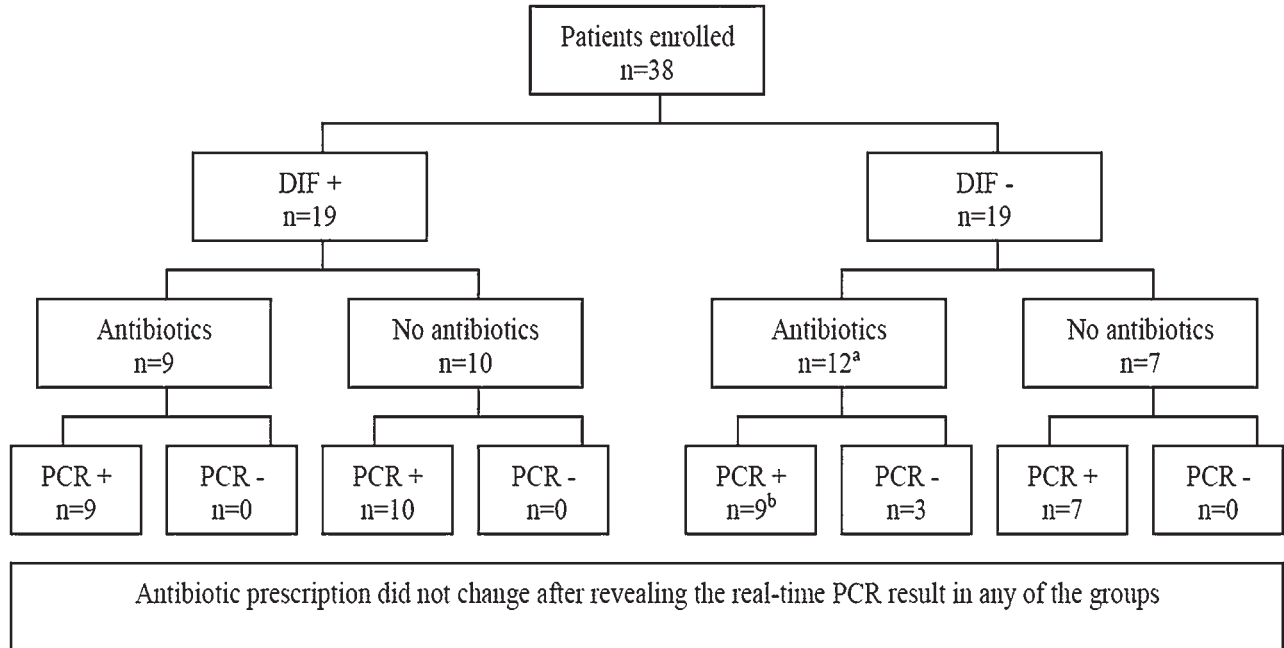 Patients enrolled
n=38
DIF +
n=19
DIF -
n=19
Antibiotics
n=9
No antibiotics
n=10
Antibiotics
n=12ᵃ
No antibiotics
n=7
PCR +
n=9
PCR -
n=0
PCR +
n=10
PCR -
n=0
PCR +
n=9ᵇ
PCR -
n=3
PCR +
n=7
PCR -
n=0
Antibiotic prescription did not change after revealing the real-time PCR result in any of the groups